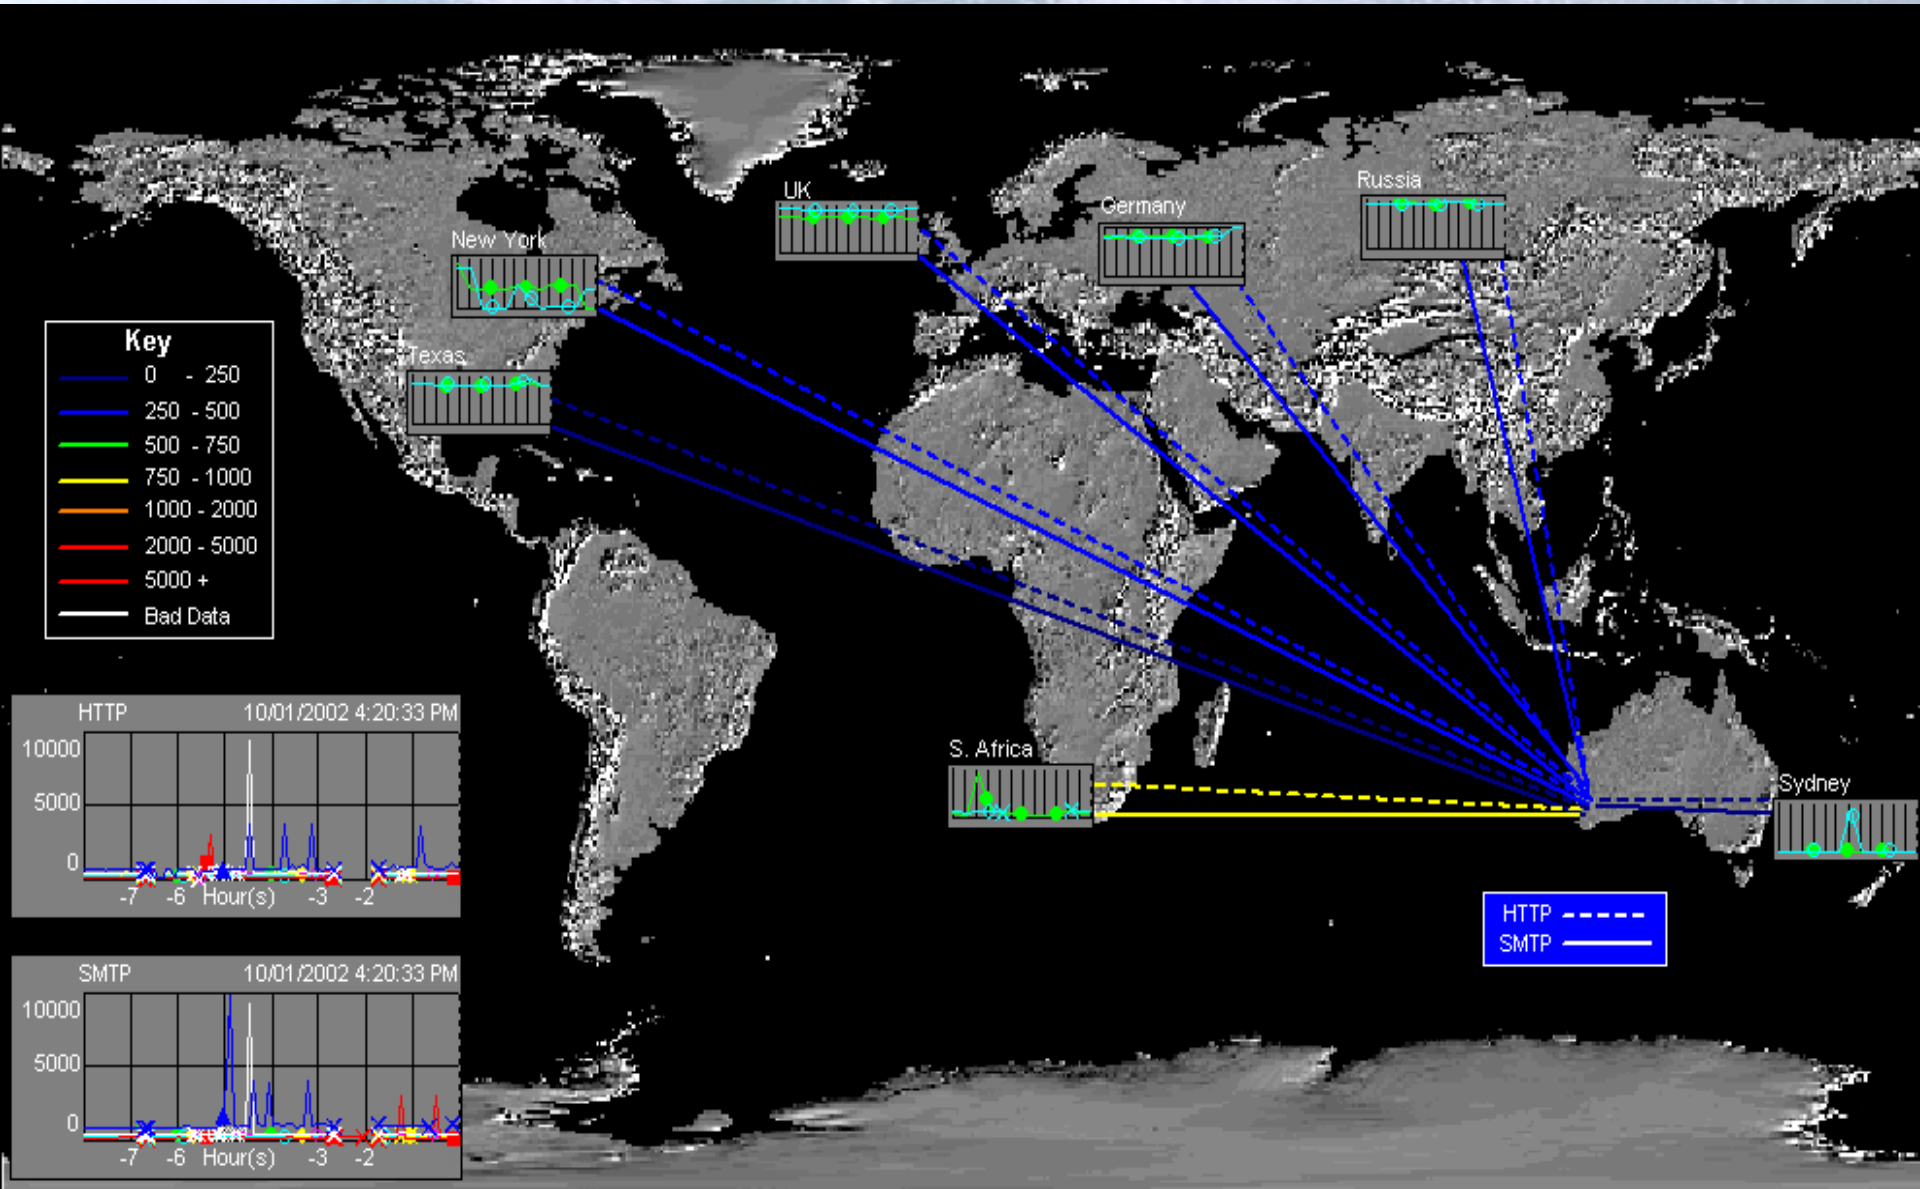 UK
Russia
Germany
New York
Texas
Key
0 - 250
250 - 500
500 - 750
750 - 1000
1000 - 2000
2000 - 5000
5000 +
Bad Data
HTTP 10/01/2002 4:20:33 PM
10000
5000
0
-7 -6 Hour(s) -3 -2
S. Africa
Sydney
HTTP
SMTP
SMTP 10/01/2002 4:20:33 PM
10000
5000
0
-7 -6 Hour(s) -3 -2